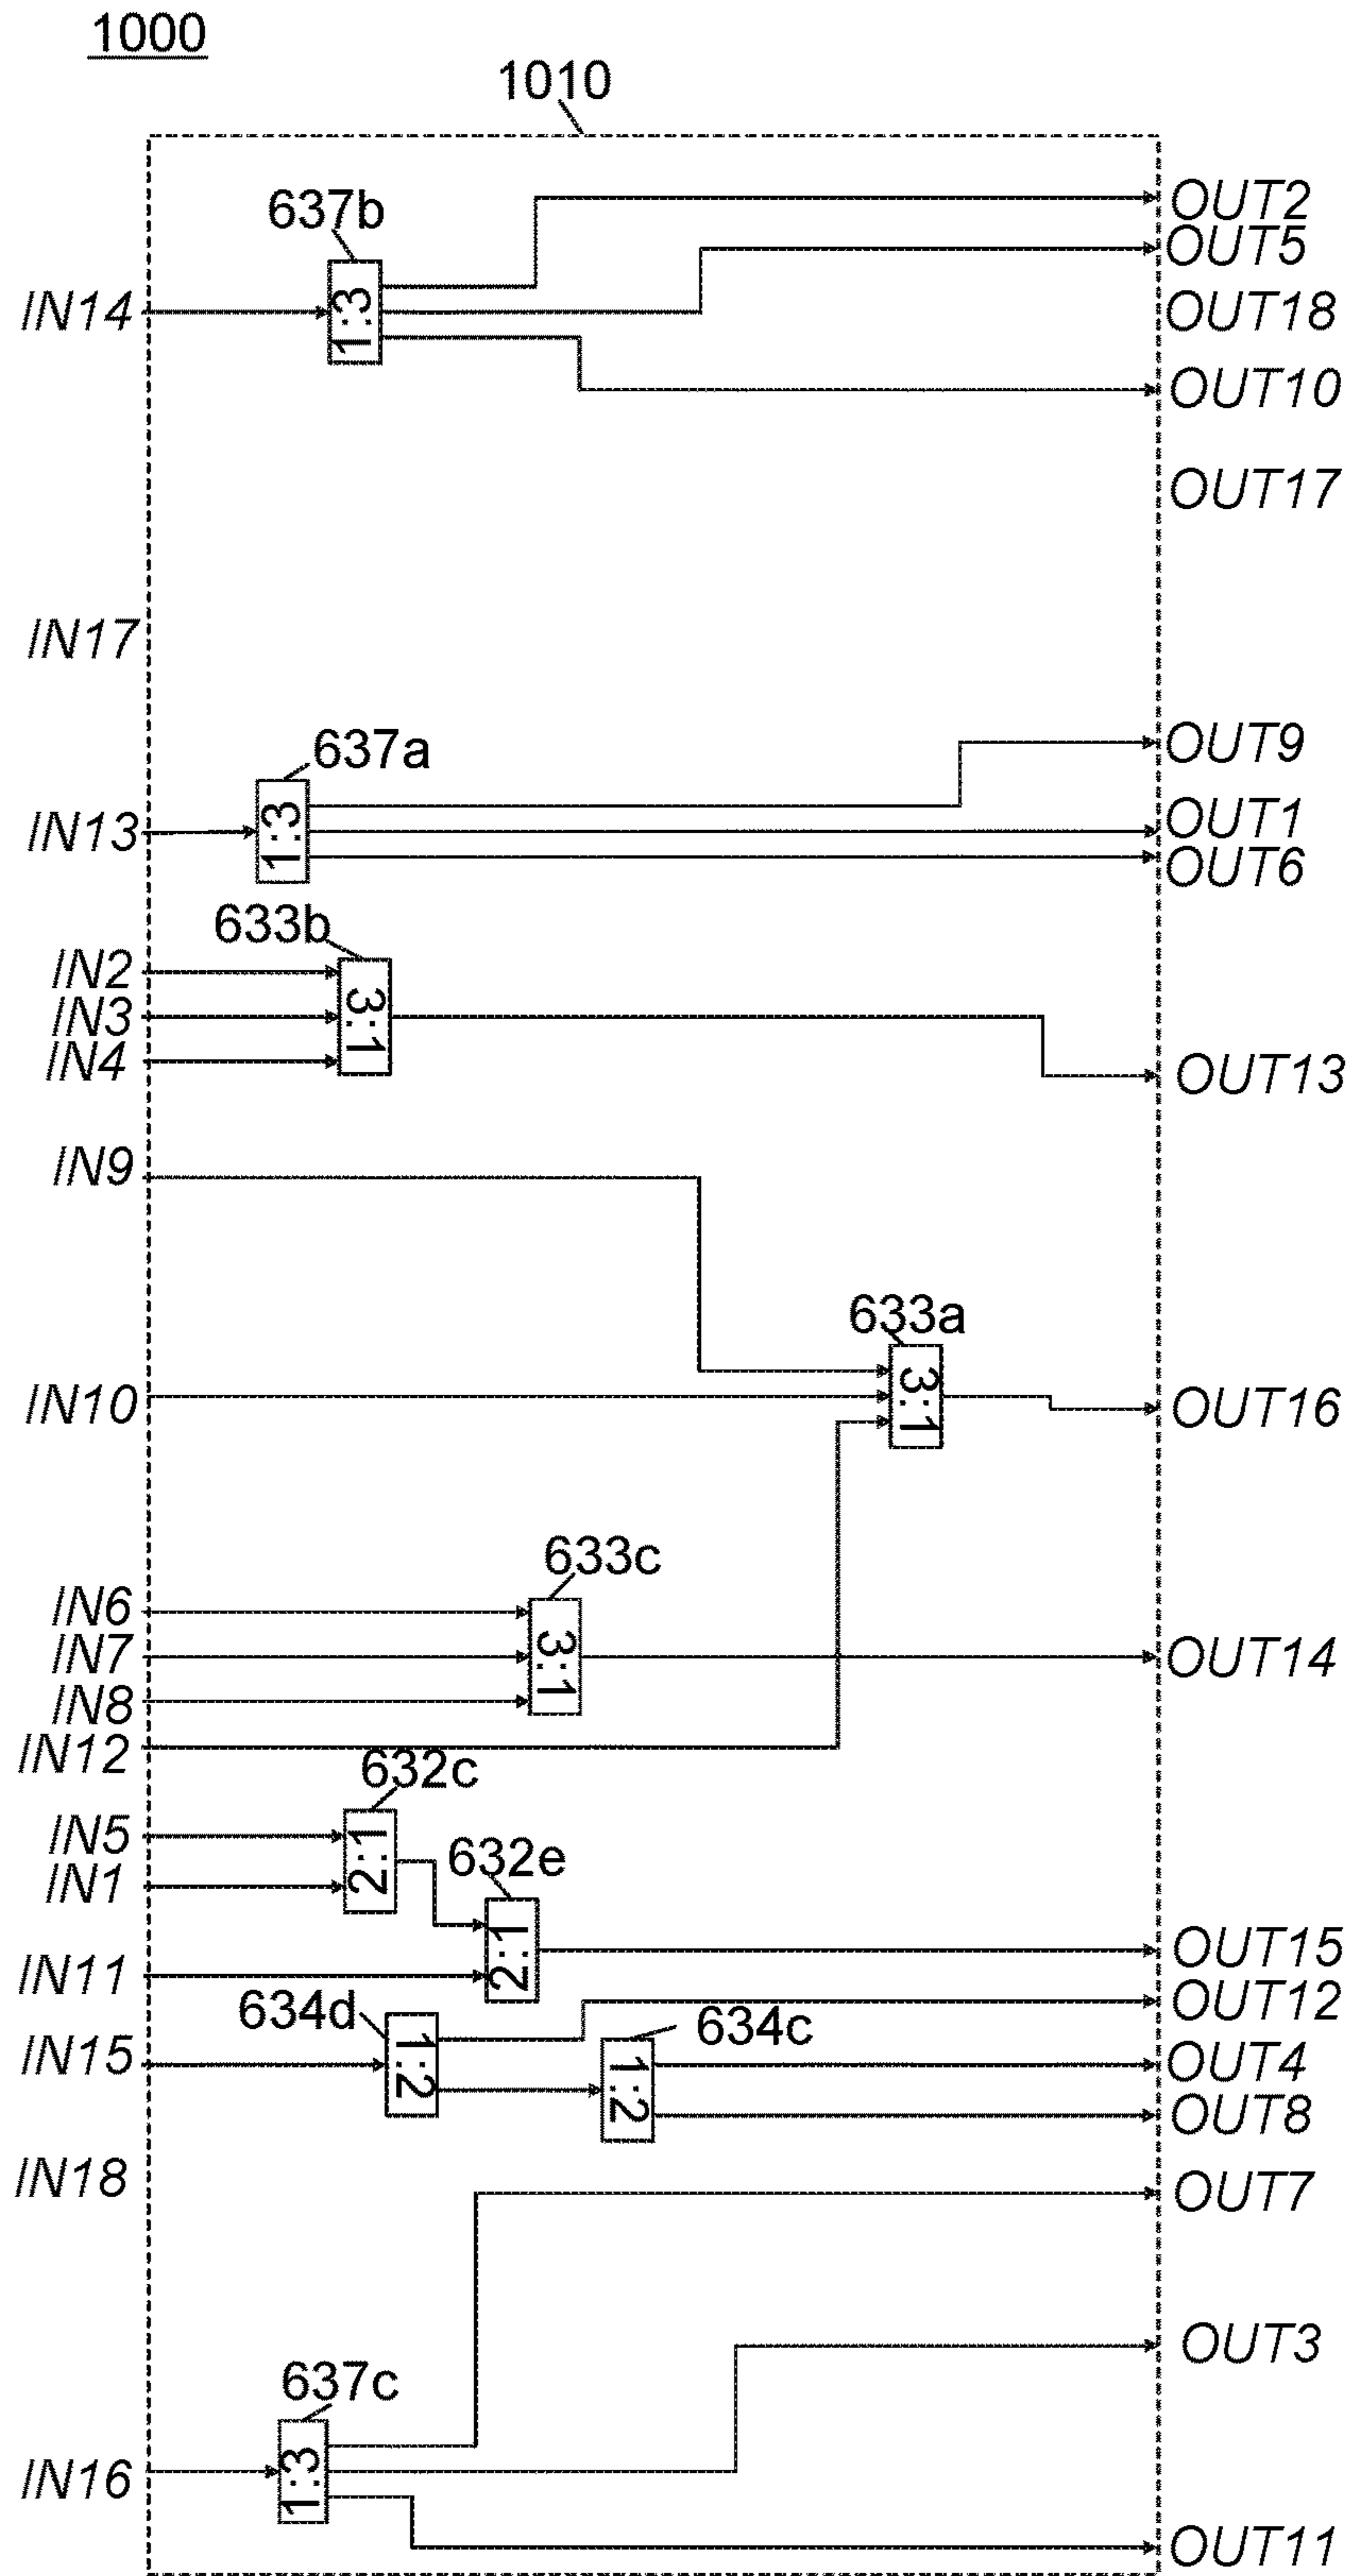 1000
1010
637b
OUT2
OUT5
IN14
1:3
OUT18
OUT10
OUT17
IN17
637a
OUT9
IN13
1:3
OUT1
OUT6
633b
IN2
IN3
3:1
IN4
OUT13
IN9
633a
IN10
3:1
OUT16
633c
IN6
IN7
3:1
OUT14
IN8
IN12
632c
IN5
2:1
IN1
632e
IN11
2:1
OUT15
634d
634c
OUT12
IN15
1:2
1:2
OUT4
OUT8
IN18
OUT7
OUT3
637c
IN16
1:3
OUT11